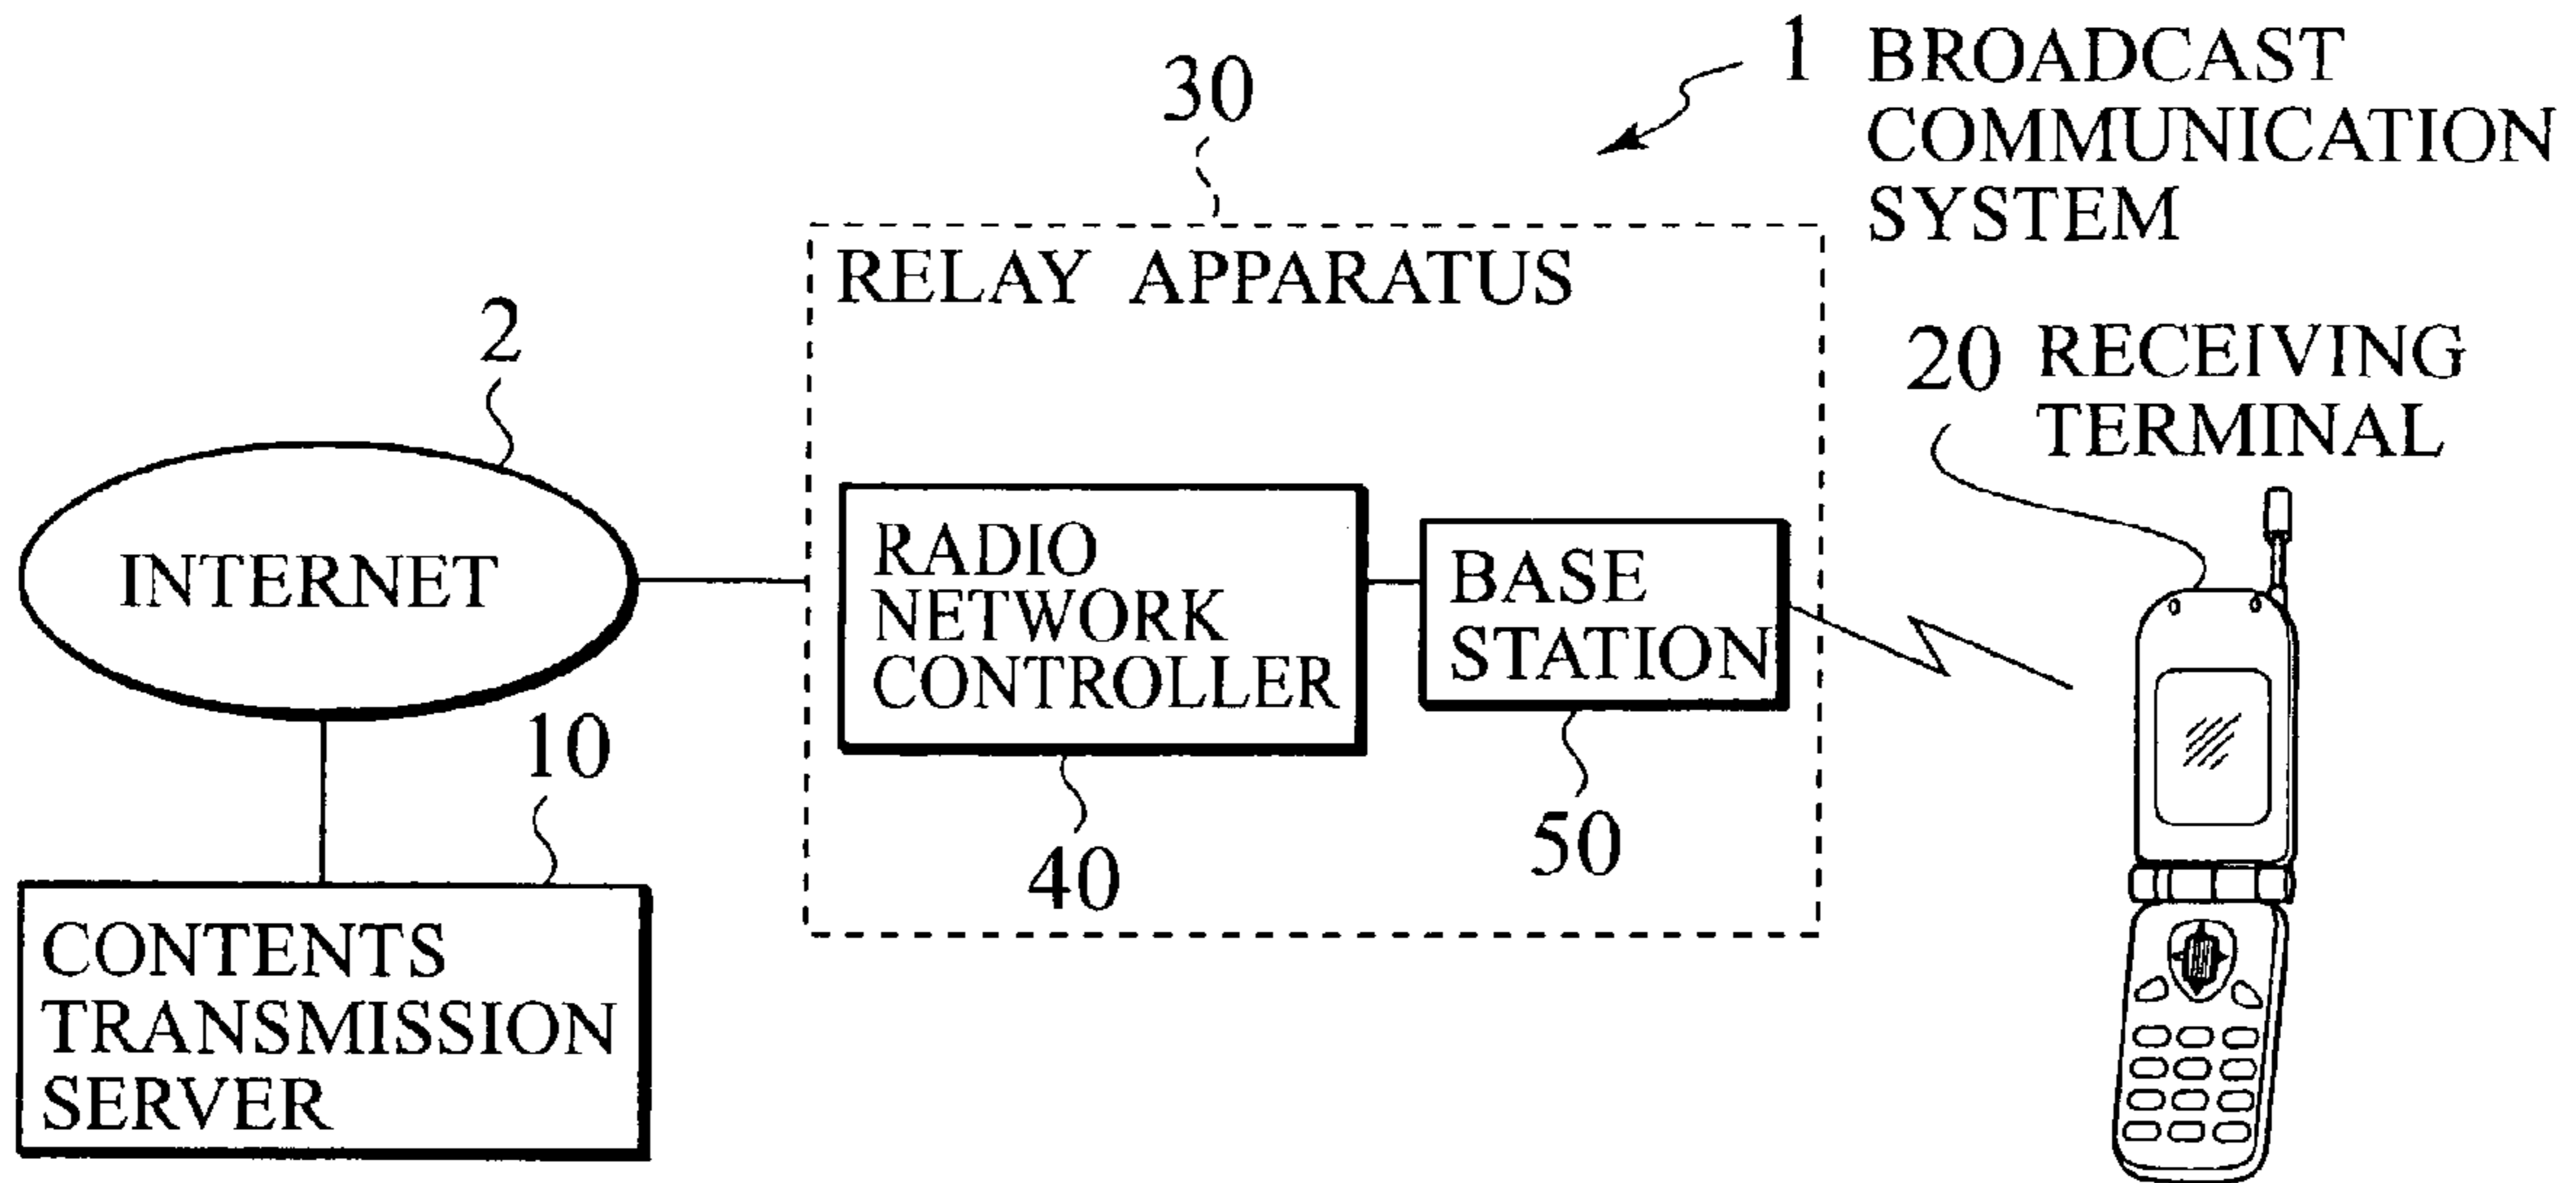 1 BROADCAST
COMMUNICATION
SYSTEM
30
RELAY APPARATUS
2
20 RECEIVING
TERMINAL
INTERNET
RADIO
NETWORK
CONTROLLER
BASE
STATION
10
40
50
CONTENTS
TRANSMISSION
SERVER